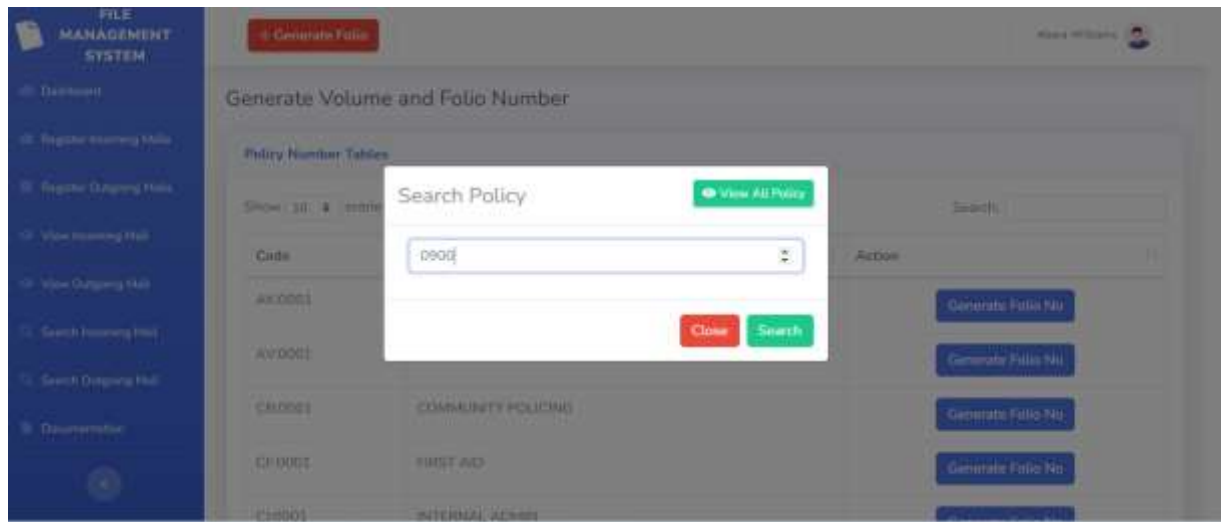 FILE
MANAGEMENT
SYSTEM
+ Generate Folio
Dashboard
Generate Volume and Folio Number
Register Incoming Mails
Policy Number Tables
Register Outgoing Mails
Search Policy
View All Policy
Show 10 entries
Search:
View Incoming Mail
0900
Code
Action
View Outgoing Mail
AK0001
Generate Folio No
Search Incoming Mail
Close
Search
AV0001
Generate Folio No
Search Outgoing Mail
COMMUNITY POLICING
Generate Folio No
Documentation
FIRST AID
Generate Folio No
INTERNAL ADMIN